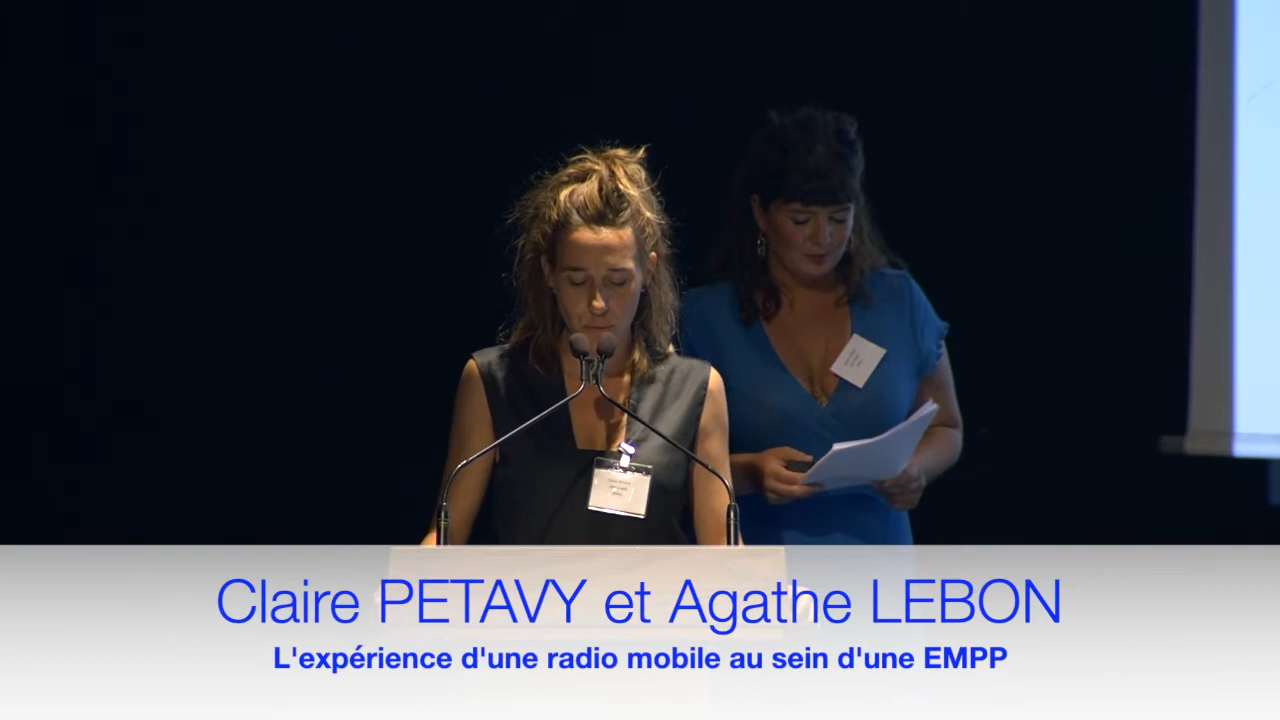 Claire PETAVY et Agathe LEBON
L'expérience d'une radio mobile au sein d'une EMPP